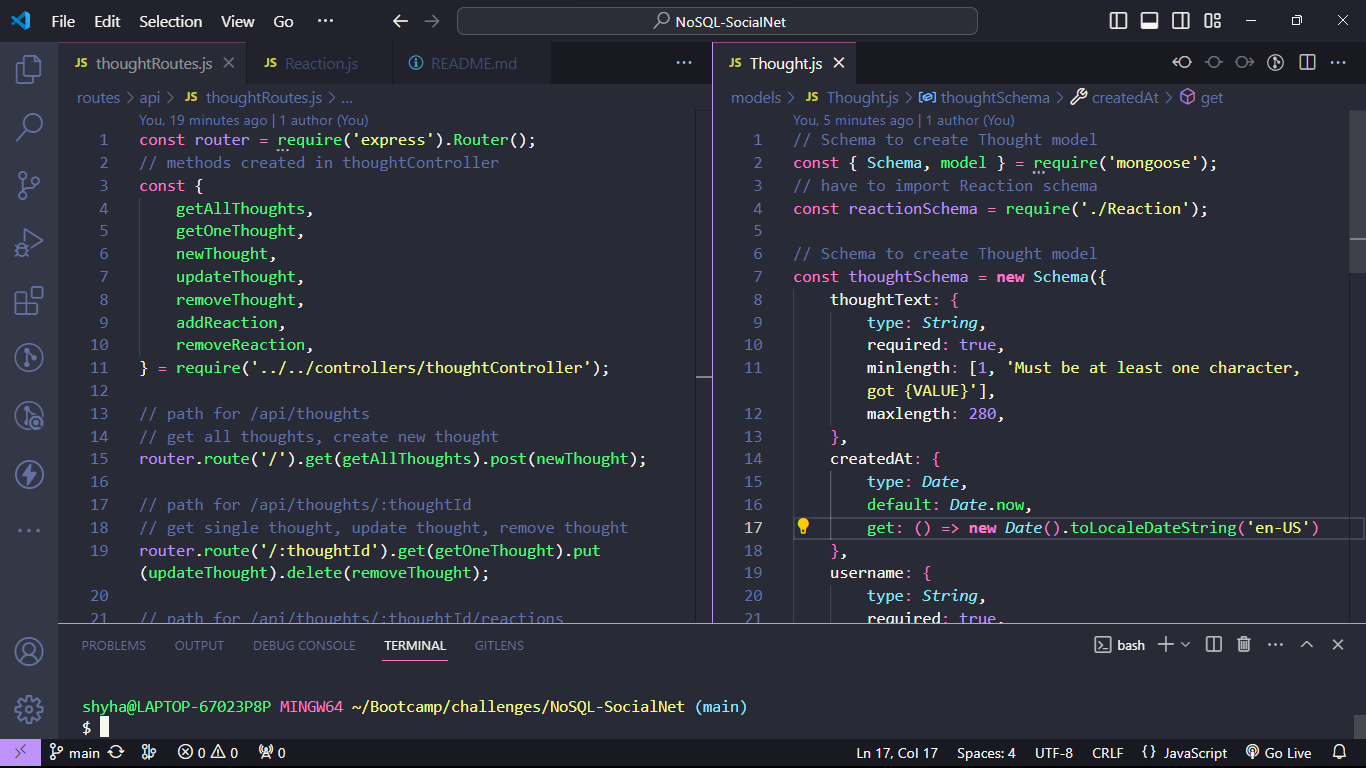 File Edit Selection View Go ··· NoSQL-SocialNet
JS thoughtRoutes.js JS Reaction.js README.md ···
routes > api > JS thoughtRoutes.js > ...
You, 19 minutes ago | 1 author (You)
1 const router = require('express').Router();
2 // methods created in thoughtController
3 const {
4 getAllThoughts,
5 getOneThought,
6 newThought,
7 updateThought,
8 removeThought,
9 addReaction,
10 removeReaction,
11 } = require('../../controllers/thoughtController');
12
13 // path for /api/thoughts
14 // get all thoughts, create new thought
15 router.route('/').get(getAllThoughts).post(newThought);
16
17 // path for /api/thoughts/:thoughtId
18 // get single thought, update thought, remove thought
19 router.route('/:thoughtId').get(getOneThought).put
(updateThought).delete(removeThought);
20
21 // path for /api/thoughts/:thoughtId/reactions
JS Thought.js
models > JS Thought.js > thoughtSchema > createdAt > get
You, 5 minutes ago | 1 author (You)
1 // Schema to create Thought model
2 const { Schema, model } = require('mongoose');
3 // have to import Reaction schema
4 const reactionSchema = require('./Reaction');
5
6 // Schema to create Thought model
7 const thoughtSchema = new Schema({
8 thoughtText: {
9 type: String,
10 required: true,
11 minlength: [1, 'Must be at least one character,
got {VALUE}'],
12 maxlength: 280,
13 },
14 createdAt: {
15 type: Date,
16 default: Date.now,
17 get: () => new Date().toLocaleDateString('en-US')
18 },
19 username: {
20 type: String,
21 required: true,
PROBLEMS OUTPUT DEBUG CONSOLE TERMINAL GITLENS bash
shyha@LAPTOP-67023P8P MINGW64 ~/Bootcamp/challenges/NoSQL-SocialNet (main)
$
main 0 0 0 Ln 17, Col 17 Spaces: 4 UTF-8 CRLF {} JavaScript Go Live